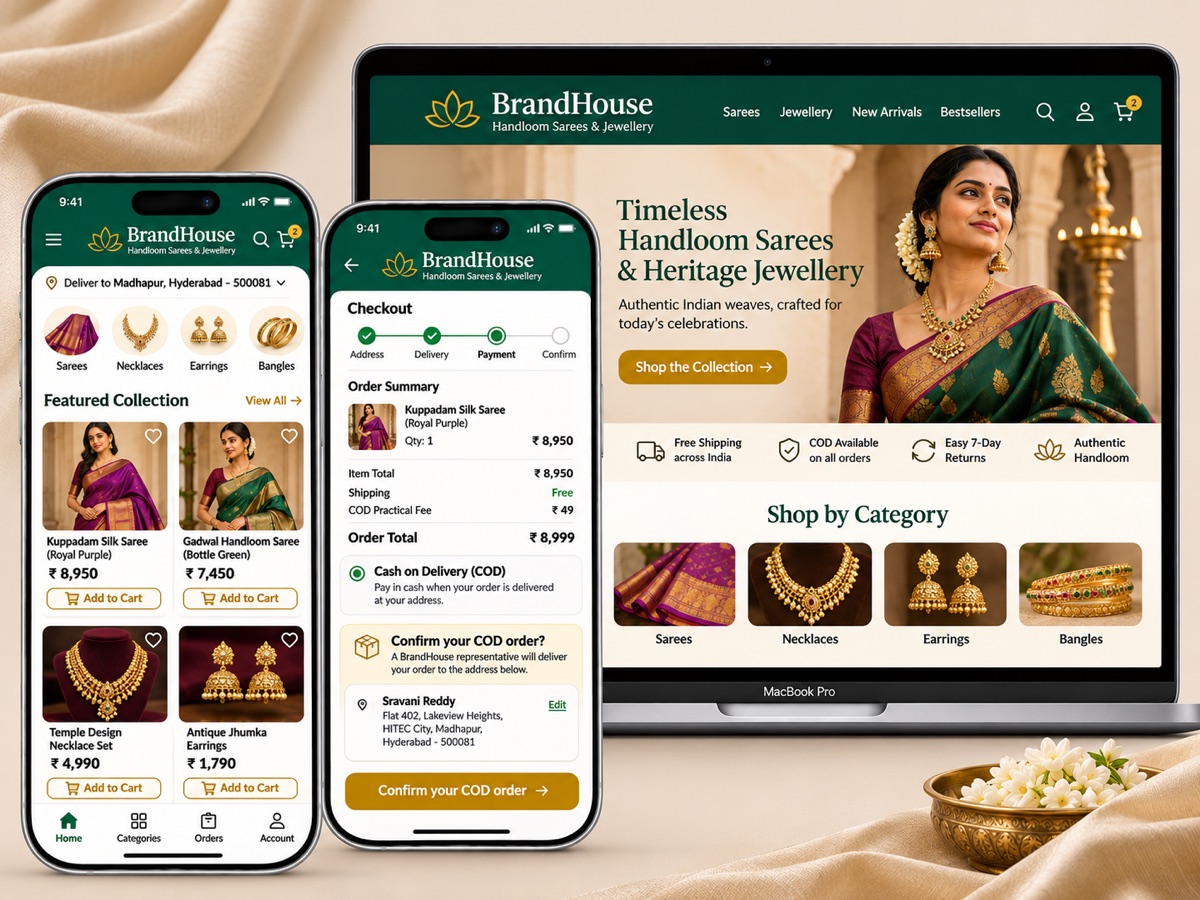 9:41
BrandHouse
Handloom Sarees & Jewellery
2
Deliver to Madhapur, Hyderabad - 500081
Sarees
Necklaces
Earrings
Bangles
Featured Collection
View All →
Kuppadam Silk Saree
(Royal Purple)
₹ 8,950
Add to Cart
Gadwal Handloom Saree
(Bottle Green)
₹ 7,450
Add to Cart
Temple Design
Necklace Set
₹ 4,990
Add to Cart
Antique Jhumka
Earrings
₹ 1,790
Add to Cart
Home
Categories
Orders
Account
9:41
BrandHouse
Handloom Sarees & Jewellery
Checkout
Address
Delivery
Payment
Confirm
Order Summary
Kuppadam Silk Saree
(Royal Purple)
Qty: 1
₹ 8,950
Item Total ₹ 8,950
Shipping Free
COD Practical Fee ₹ 49
Order Total ₹ 8,999
Cash on Delivery (COD)
Pay in cash when your order is delivered
at your address.
Confirm your COD order?
A BrandHouse representative will deliver
your order to the address below.
Sravani Reddy
Edit
Flat 402, Lakeview Heights,
HITEC City, Madhapur,
Hyderabad - 500081
Confirm your COD order →
BrandHouse
Handloom Sarees & Jewellery
Sarees
Jewellery
New Arrivals
Bestsellers
2
Timeless
Handloom Sarees
& Heritage Jewellery
Authentic Indian weaves, crafted for
today's celebrations.
Shop the Collection →
Free Shipping
across India
COD Available
on all orders
Easy 7-Day
Returns
Authentic
Handloom
Shop by Category
Sarees
Necklaces
Earrings
Bangles
MacBook Pro